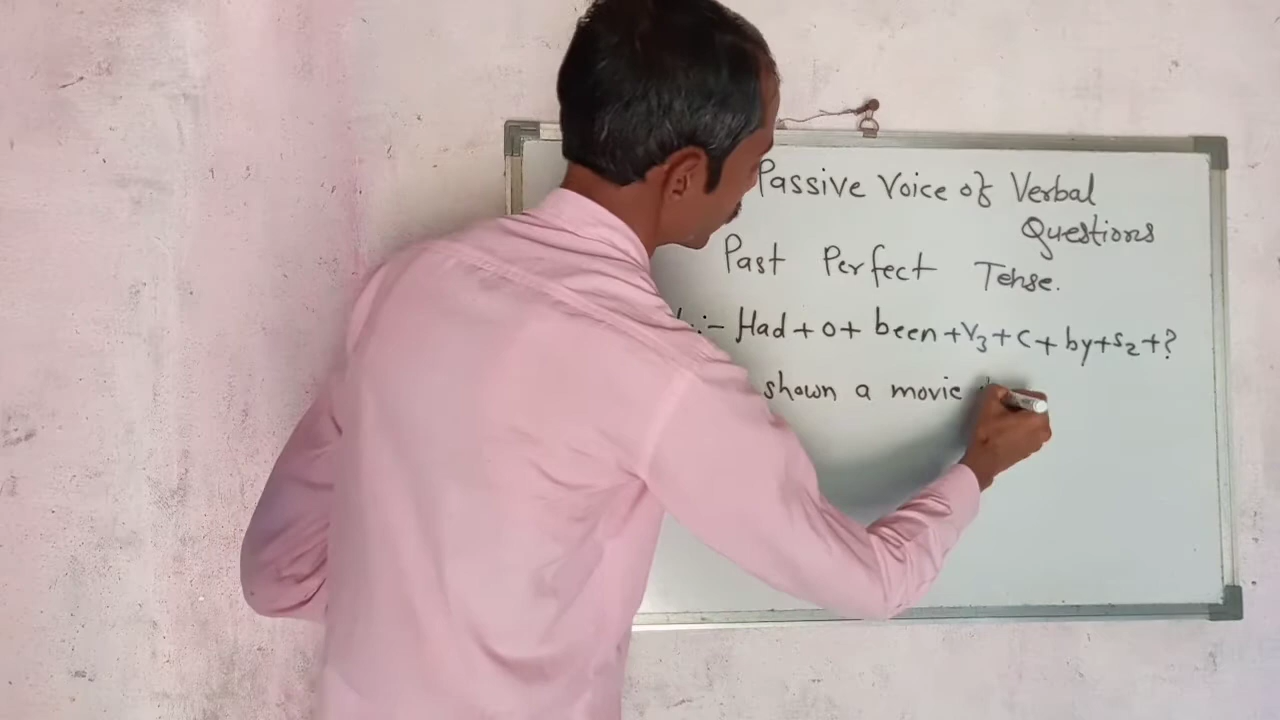 Passive Voice of Verbal
Questions
Past Perfect Tense.
:- Had + O + been + V3 + C + by + S2 + ?
shown a movie